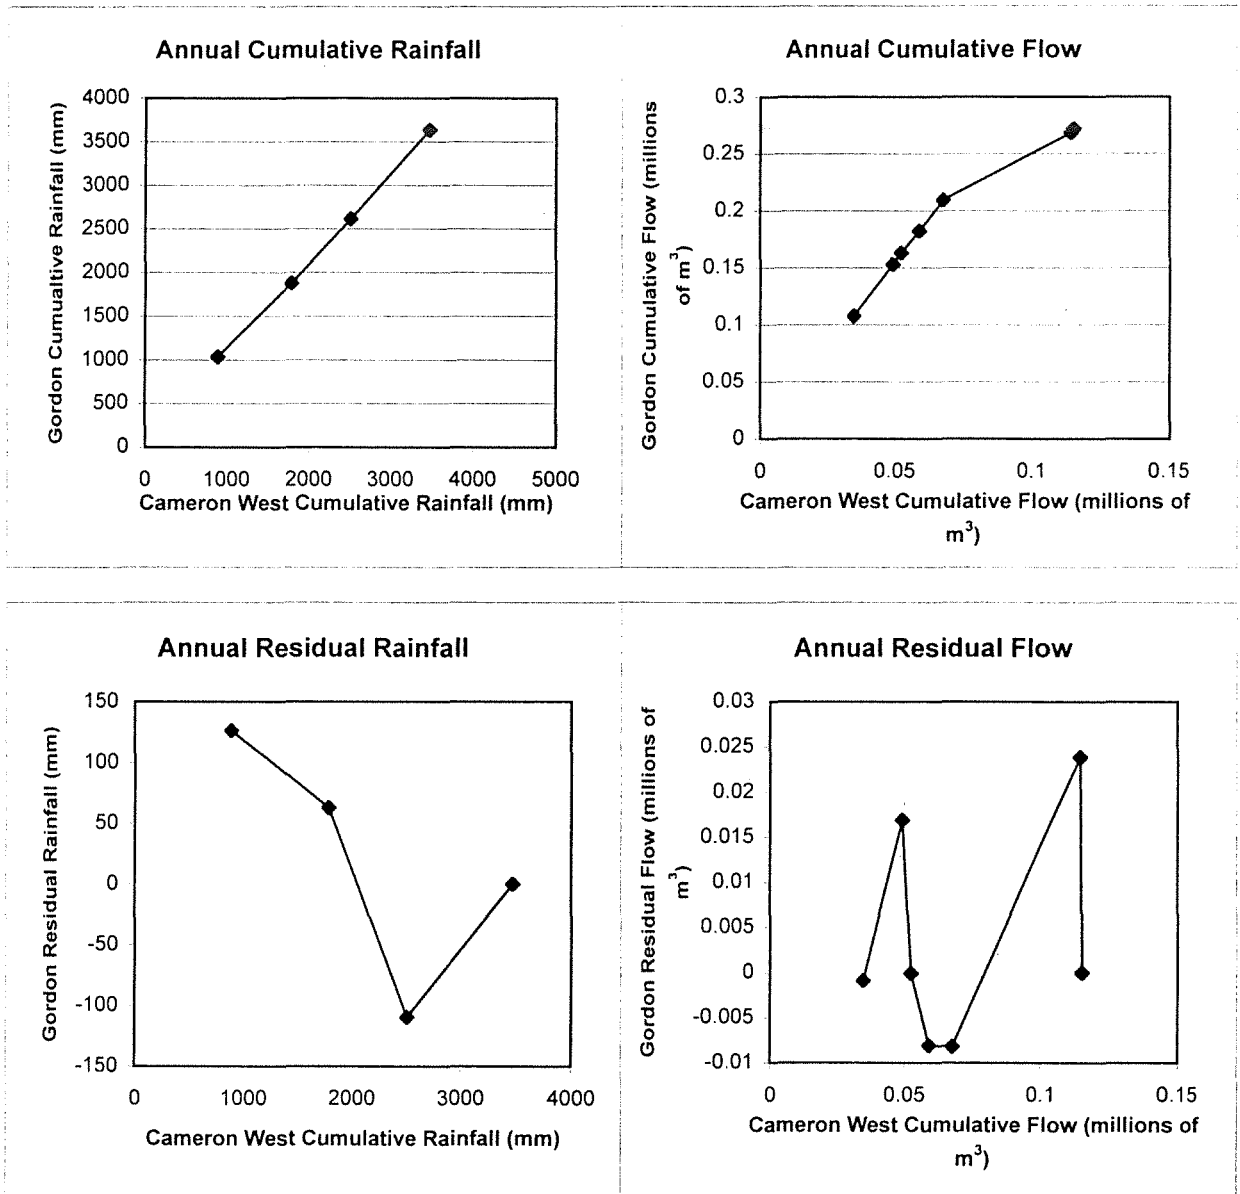 Annual Cumulative Rainfall
Gordon Cumualtive Rainfall (mm)
4000
3500
3000
2500
2000
1500
1000
500
0
0 1000 2000 3000 4000 5000
Cameron West Cumulative Rainfall (mm)
Annual Cumulative Flow
Gordon Cumulative Flow (millions
of m³)
0.3
0.25
0.2
0.15
0.1
0.05
0
0 0.05 0.1 0.15
Cameron West Cumulative Flow (millions of
m³)
Annual Residual Rainfall
Gordon Residual Rainfall (mm)
150
100
50
0
-50
-100
-150
0 1000 2000 3000 4000
Cameron West Cumulative Rainfall (mm)
Annual Residual Flow
Gordon Residual Flow (millions of
m³)
0.03
0.025
0.02
0.015
0.01
0.005
0
-0.005
-0.01
0 0.05 0.1 0.15
Cameron West Cumulative Flow (millions of
m³)